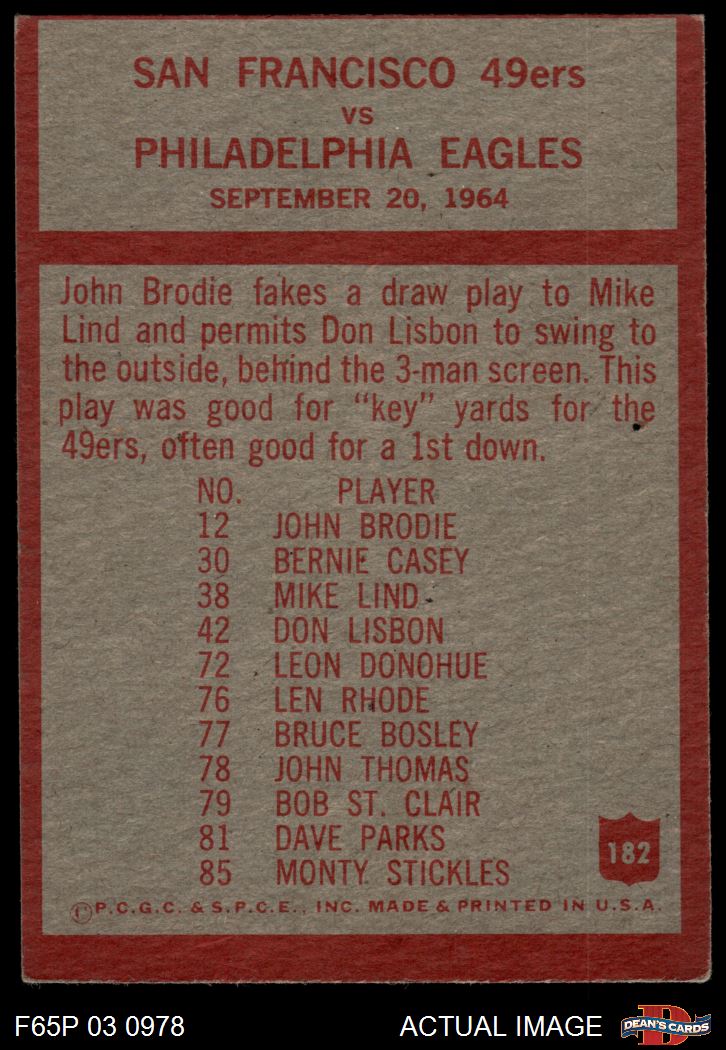 SAN FRANCISCO 49ers
VS
PHILADELPHIA EAGLES
SEPTEMBER 20, 1964
John Brodie fakes a draw play to Mike
Lind and permits Don Lisbon to swing to
the outside, behind the 3-man screen. This
play was good for "key" yards for the
49ers, often good for a 1st down.
NO. PLAYER
12 JOHN BRODIE
30 BERNIE CASEY
38 MIKE LIND
42 DON LISBON
72 LEON DONOHUE
76 LEN RHODE
77 BRUCE BOSLEY
78 JOHN THOMAS
79 BOB ST. CLAIR
81 DAVE PARKS
85 MONTY STICKLES
182
©P.C.G.C. & S.P.C.E., INC. MADE & PRINTED IN U.S.A.
F65P 03 0978 ACTUAL IMAGE
D
DEAN'S CARDS